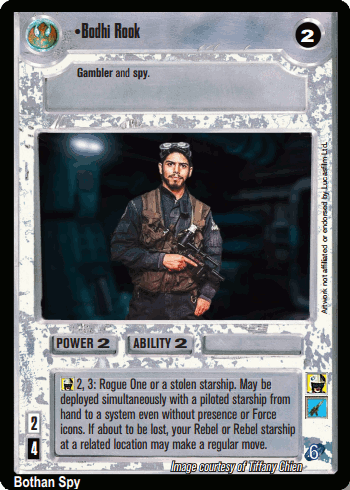 •Bodhi Rook
2
Gambler and spy.
Artwork not affiliated or endorsed by Lucasfilm Ltd.
POWER 2
ABILITY 2
2, 3: Rogue One or a stolen starship. May be
deployed simultaneously with a piloted starship from
hand to a system even without presence or Force
icons. If about to be lost, your Rebel or Rebel starship
at a related location may make a regular move.
2
4
6
Image courtesy of Tiffany Chien
Bothan Spy